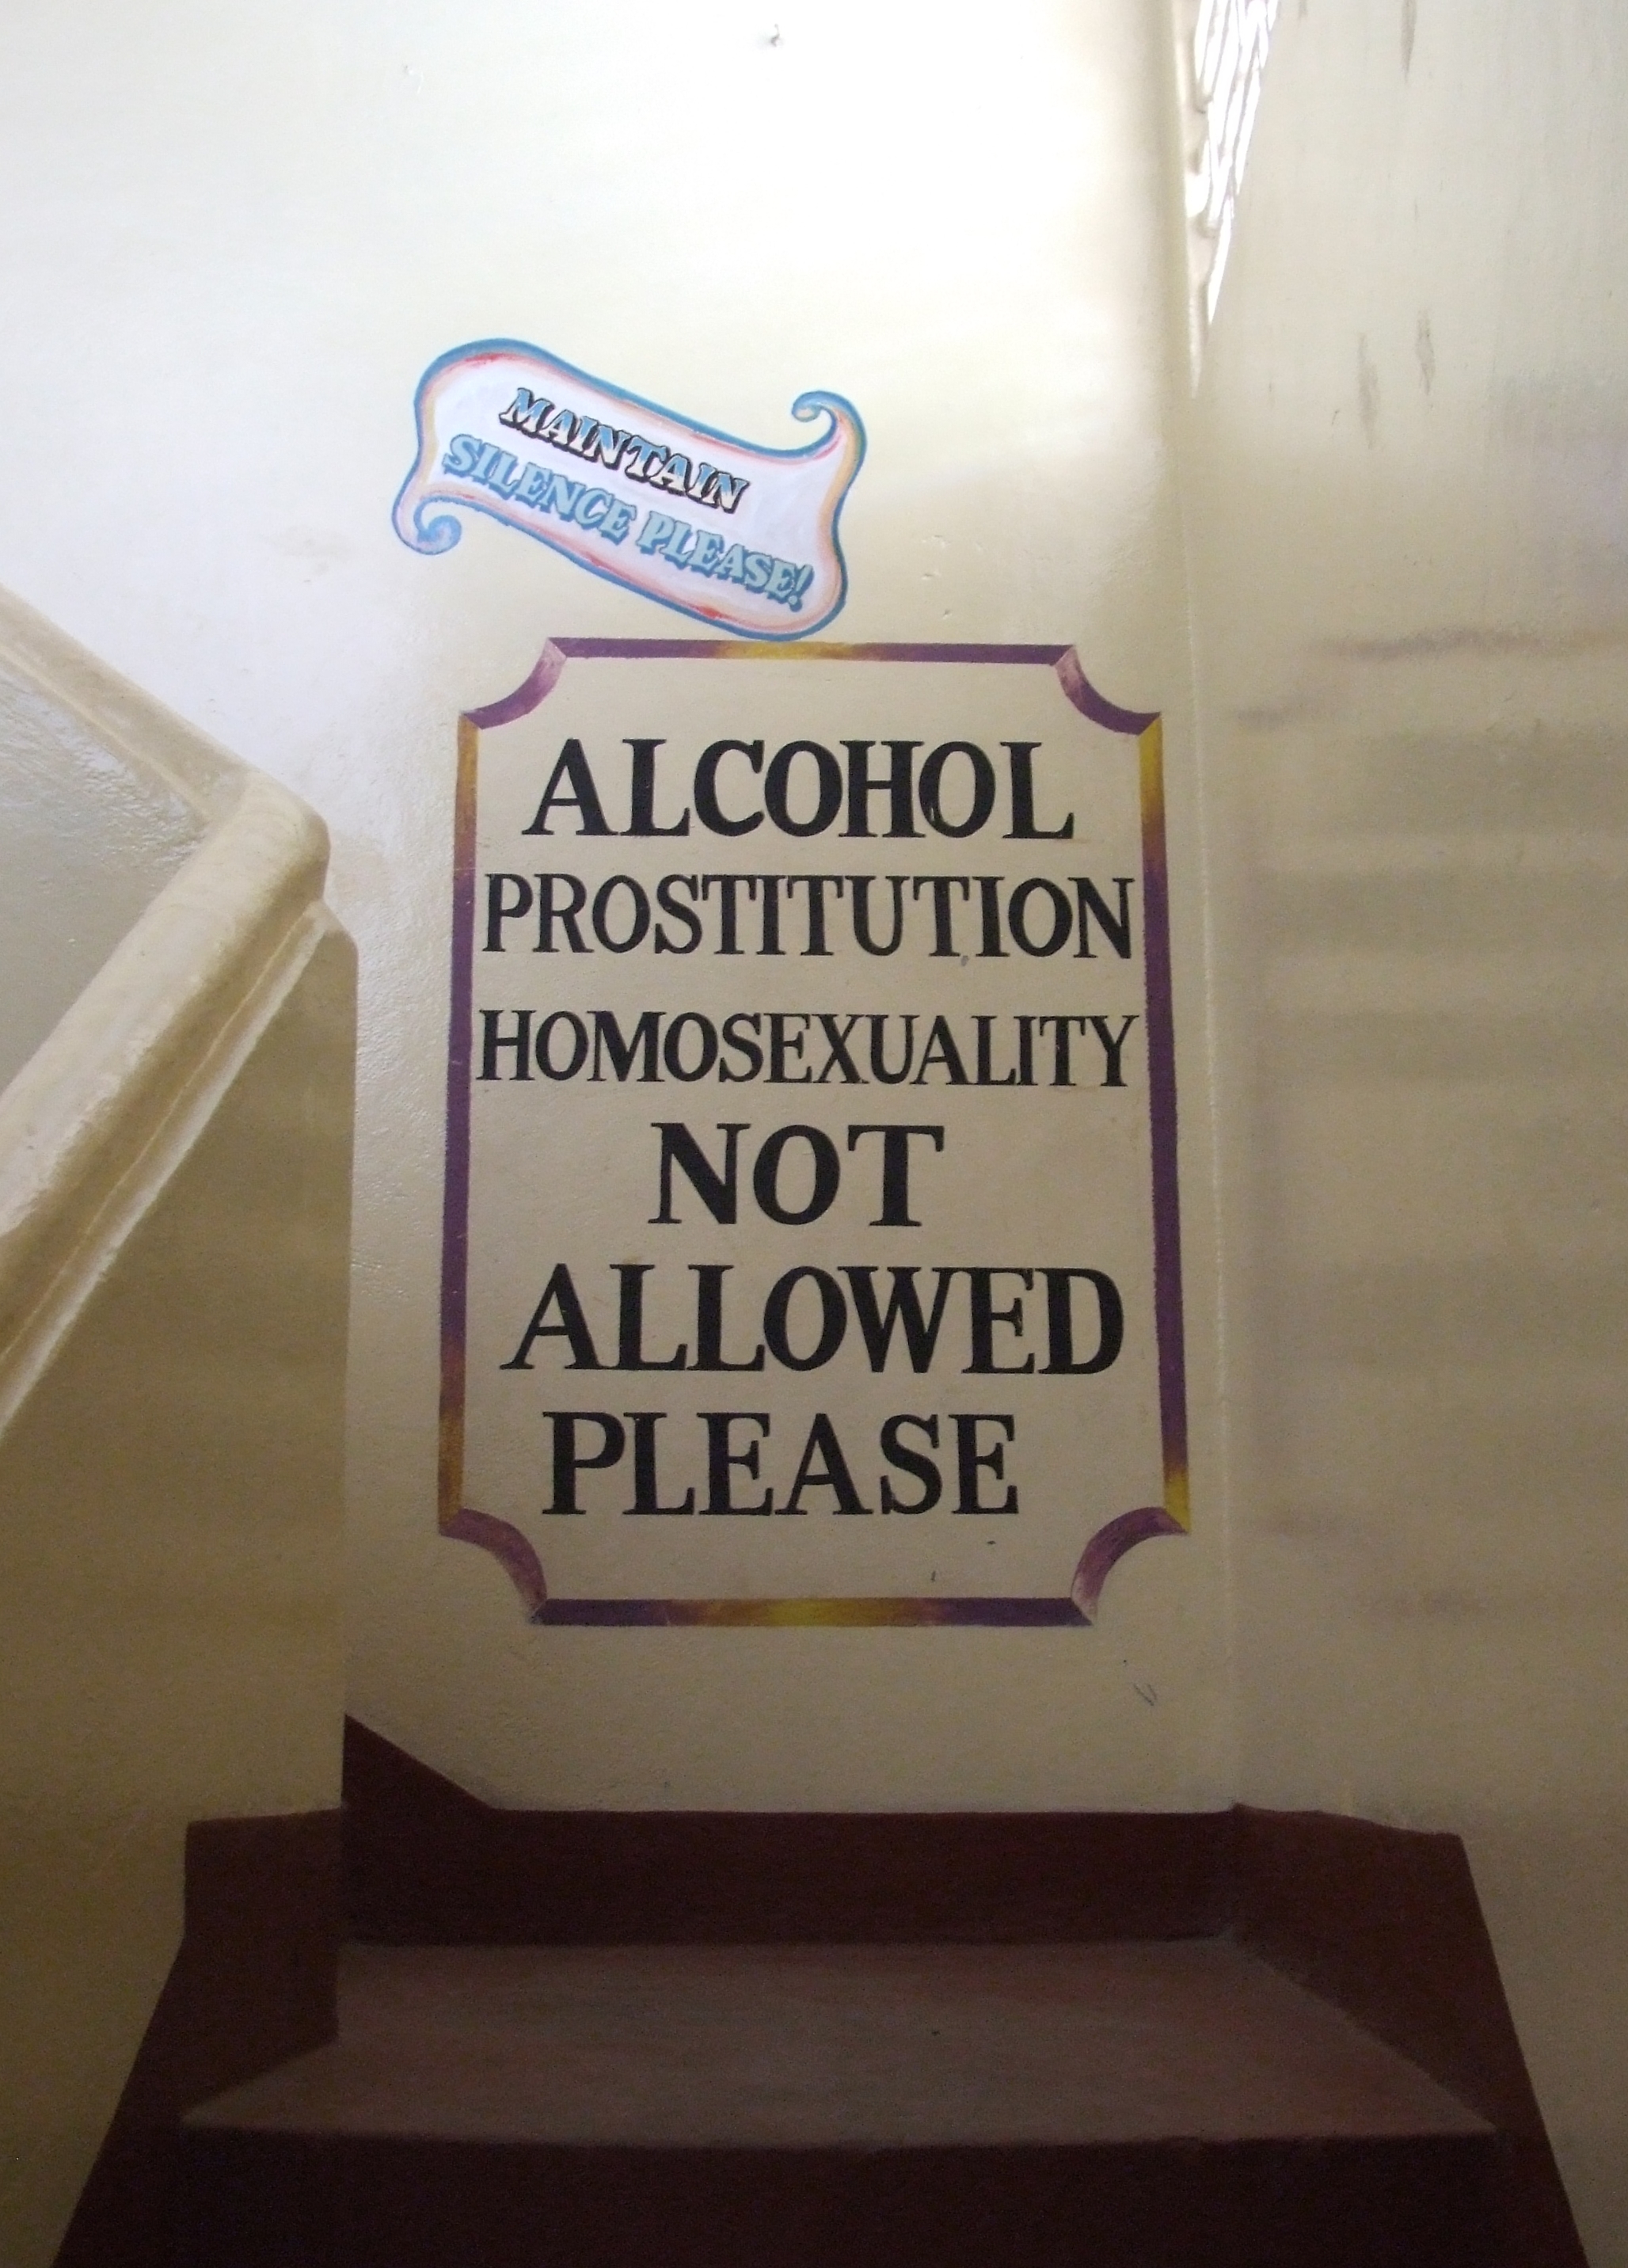 MAINTAIN
SILENCE PLEASE!
ALCOHOL
PROSTITUTION
HOMOSEXUALITY
NOT
ALLOWED
PLEASE